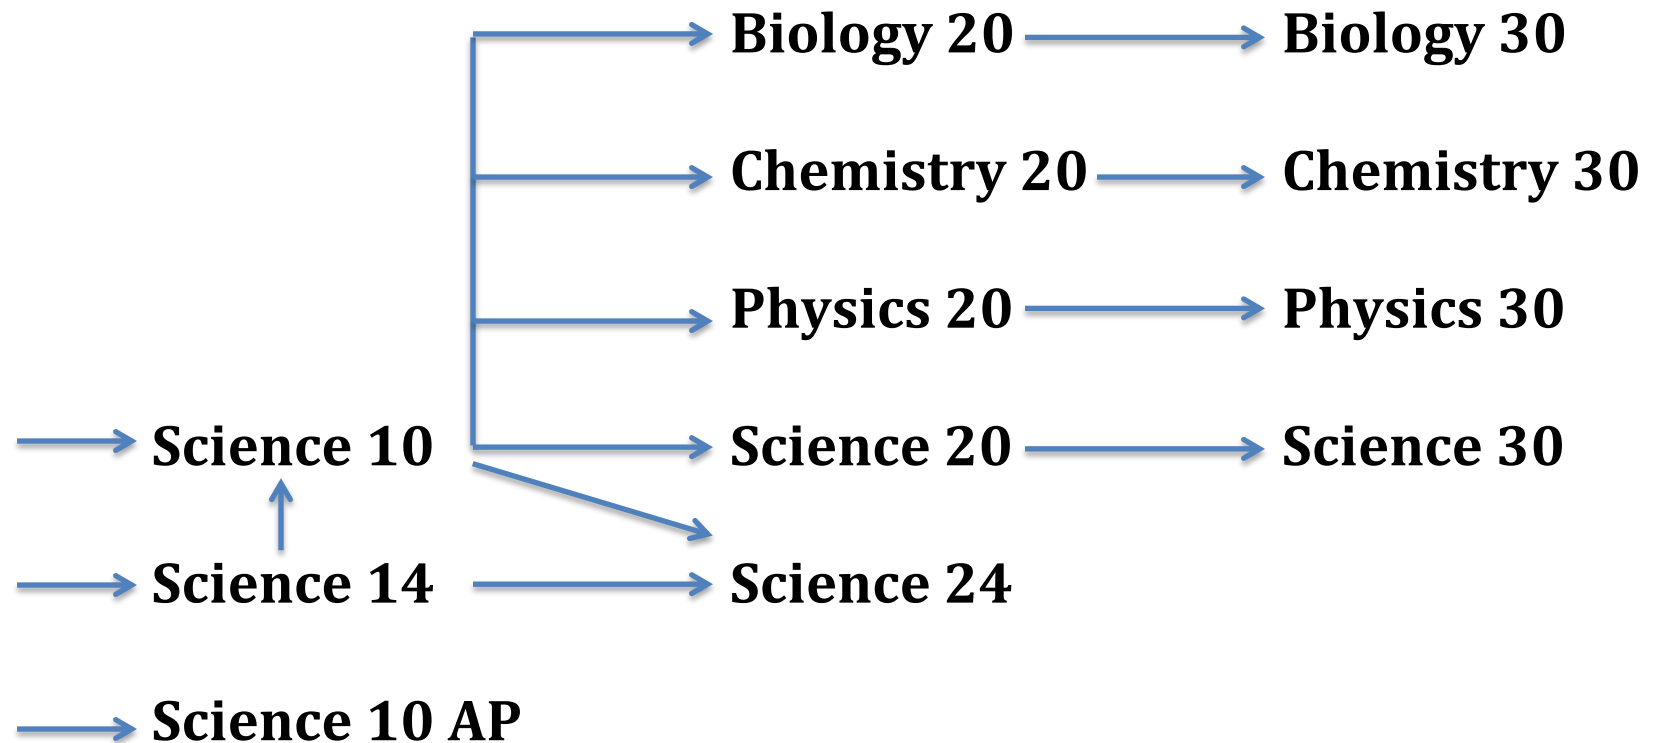 Biology 20 Biology 30
Chemistry 20 Chemistry 30
Physics 20 Physics 30
Science 10 Science 20 Science 30
Science 14 Science 24
Science 10 AP